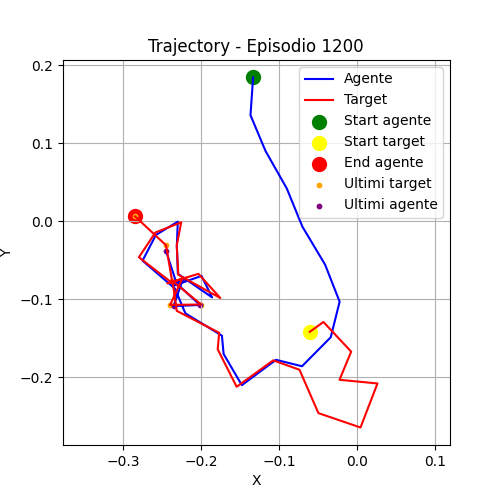 Trajectory - Episodio 1200
Agente
Target
Start agente
Start target
End agente
Ultimi target
Ultimi agente
0.2
0.1
0.0
−0.1
−0.2
Y
−0.3
−0.2
−0.1
0.0
0.1
X